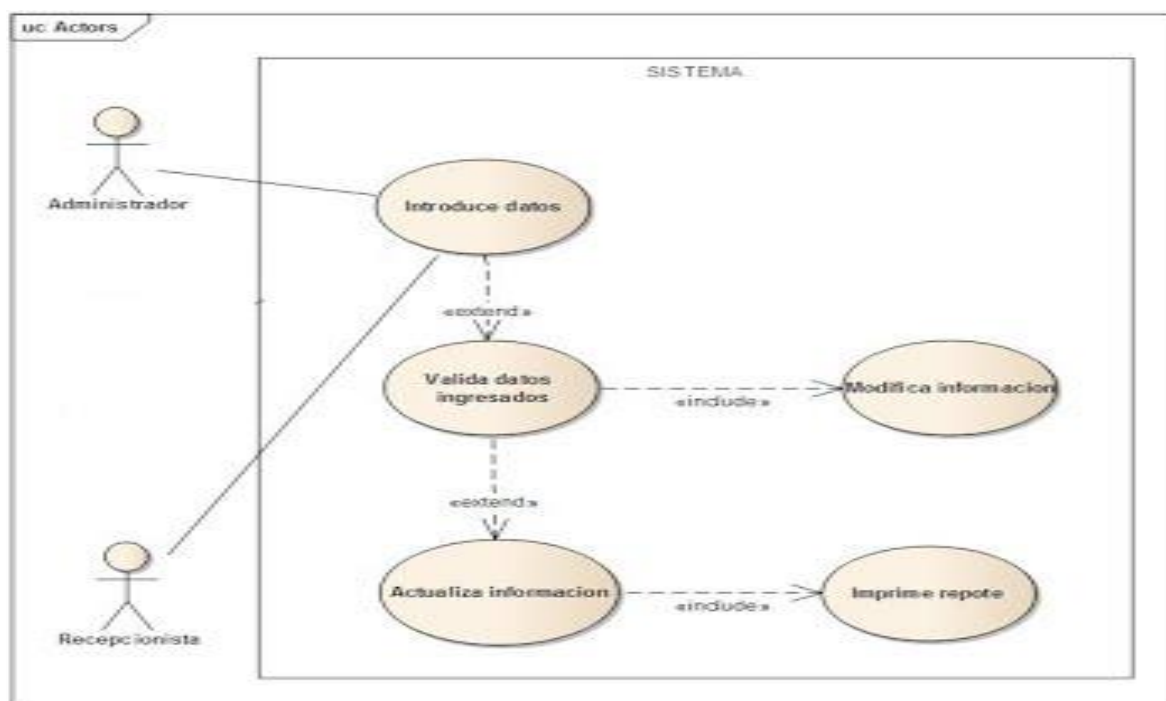 uc Actors
SISTEMA
Administrador
Introduce datos
«extend»
Valida datos
ingresados
«include»
Modifica informacion
«extend»
Actualiza informacion
«include»
Imprime repote
Recepcionista